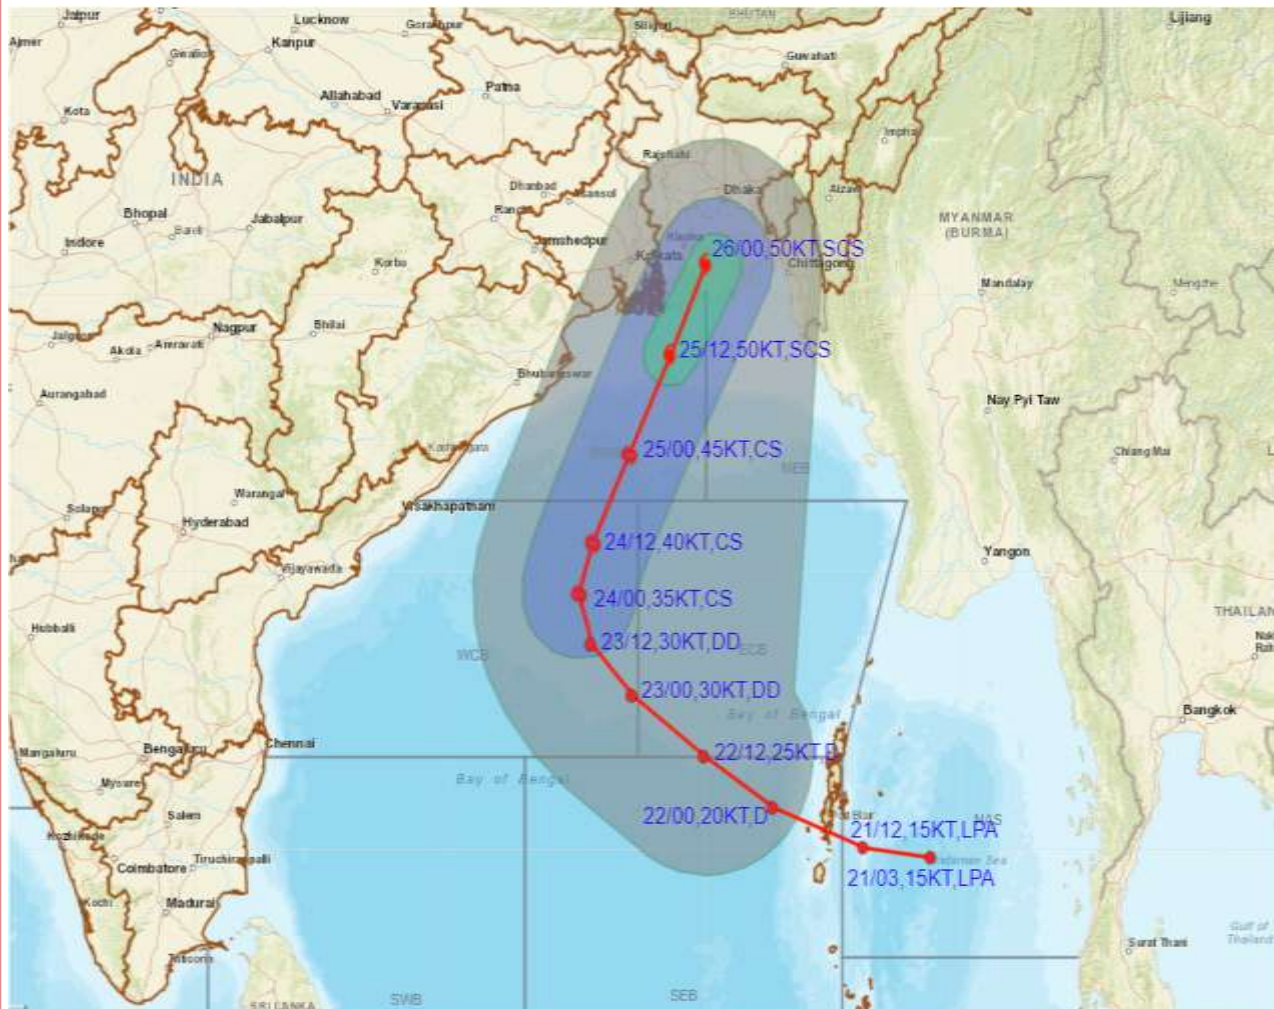 Jaipur
Lucknow
Gorakhpur
Siliguri
BHUTAN
Lijiang
Ajmer
Gwalior
Kanpur
Guwahati
Kota
Allahabad
Varanasi
Patna
Imphal
Rajshahi
INDIA
Dhanbad
Asansol
Dhaka
Aizawl
Bhopal
Jabalpur
Ranchi
MYANMAR
(BURMA)
Indore
Jamshedpur
Khulna
Kolkata
26/00,50KT,SCS
Chittagong
Korba
Mandalay
Nagpur
Bhilai
Akola
Amravati
25/12,50KT,SCS
Aurangabad
Bhubaneswar
Nay Pyi Taw
25/00,45KT,CS
Chiang Mai
NEB
Warangal
Visakhapatnam
Solapur
Hyderabad
24/12,40KT,CS
Yangon
Vijayawada
24/00,35KT,CS
THAILAN
Hubballi
23/12,30KT,DD
WCB
ECB
23/00,30KT,DD
Bay of Bengal
Bangkok
Chennai
Mangaluru
Bengaluru
22/12,25KT,D
Mysuru
Bay of Bengal
Salem
22/00,20KT,D
21/12,15KT,LPA
NAS
Kozhikode
Coimbatore
Tiruchirappalli
Andaman Sea
21/03,15KT,LPA
Kochi
Madurai
Gulf of
Thailand
Surat Thani
Tuticorin
SRI LANKA
SWB
SEB